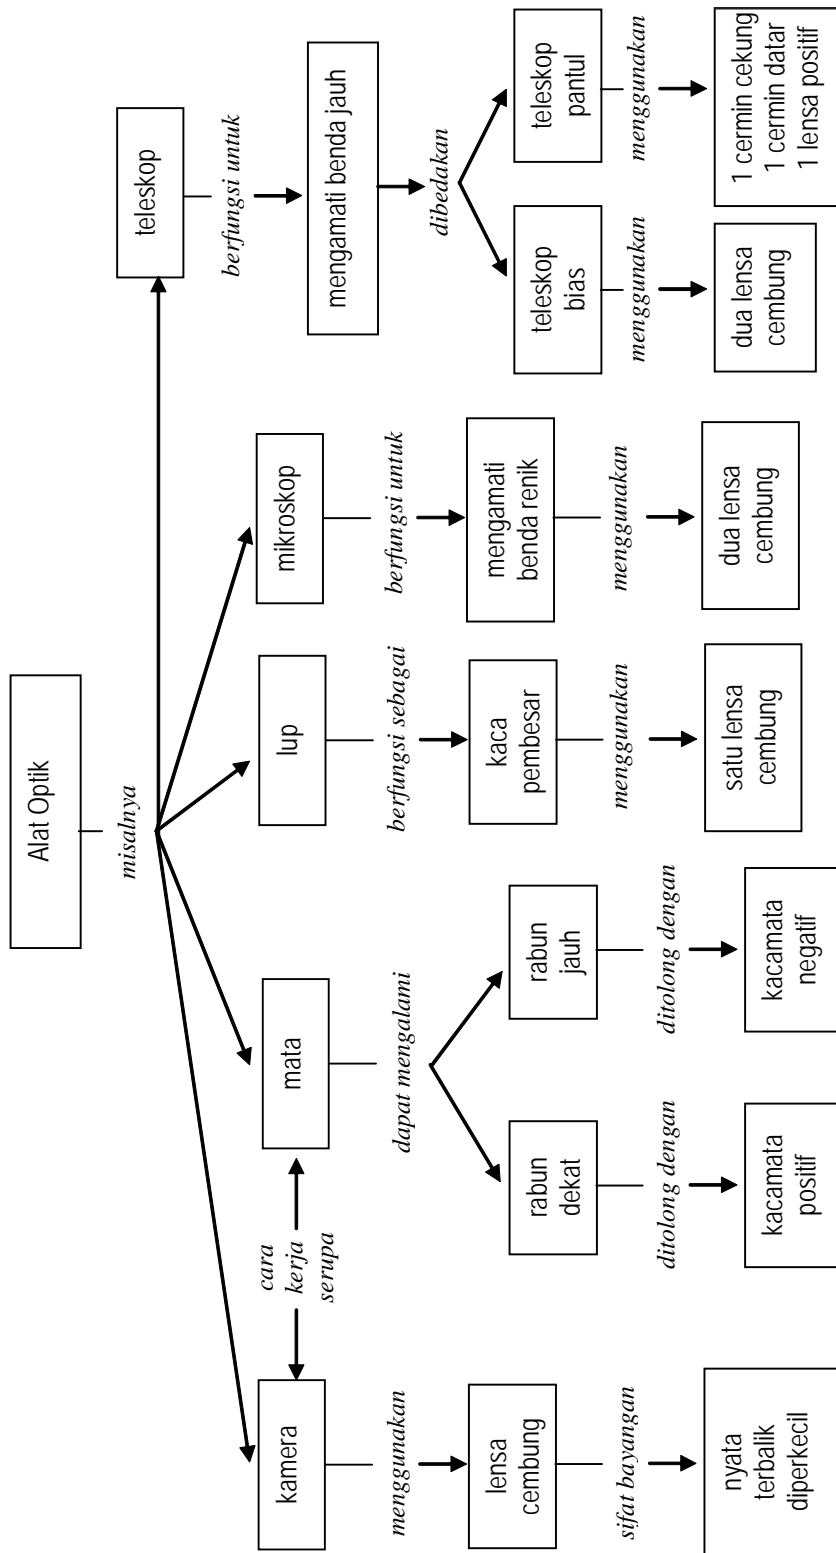 Alat Optik
misalnya
kamera
menggunakan
lensa
cembung
sifat bayangan
nyata
terbalik
diperkecil
cara
kerja
serupa
mata
dapat mengalami
rabun
dekat
ditolong dengan
kacamata
positif
rabun
jauh
ditolong dengan
kacamata
negatif
lup
berfungsi sebagai
kaca
pembesar
menggunakan
satu lensa
cembung
mikroskop
berfungsi untuk
mengamati
benda renik
menggunakan
dua lensa
cembung
teleskop
berfungsi untuk
mengamati benda jauh
dibedakan
teleskop
bias
menggunakan
dua lensa
cembung
teleskop
pantul
menggunakan
1 cermin cekung
1 cermin datar
1 lensa positif